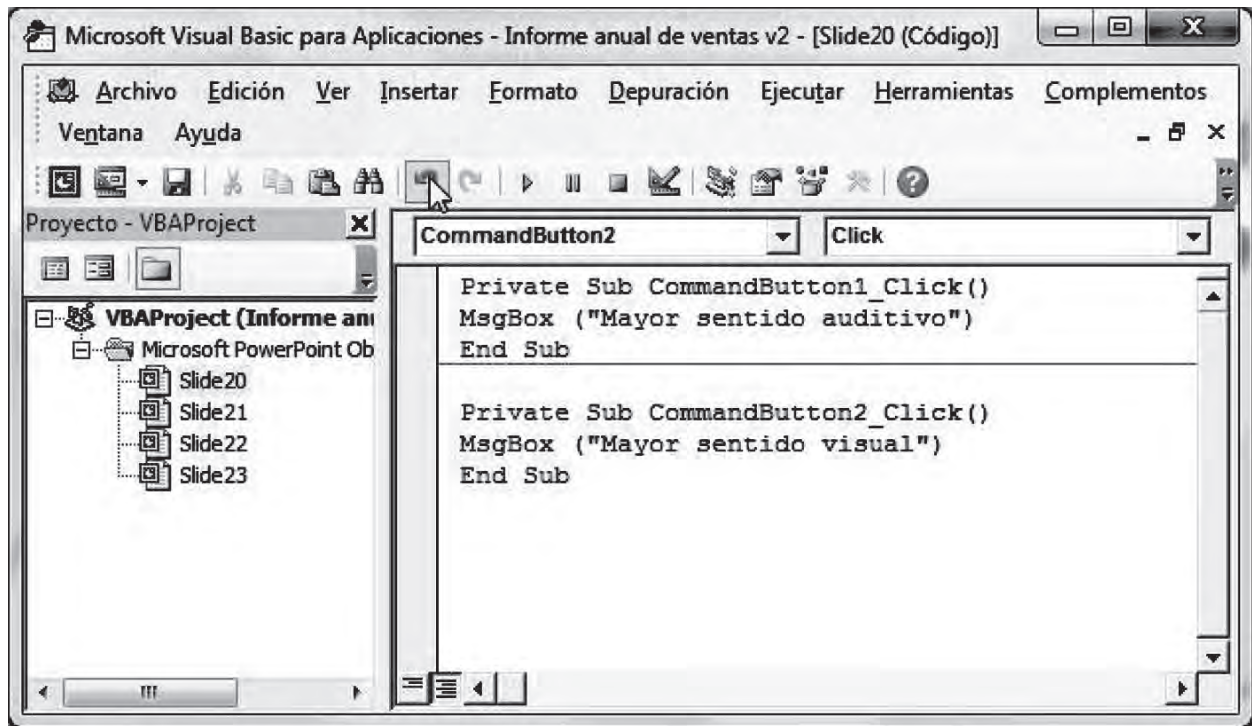 Microsoft Visual Basic para Aplicaciones - Informe anual de ventas v2 - [Slide20 (Código)]
Archivo Edición Ver Insertar Formato Depuración Ejecutar Herramientas Complementos
Ventana Ayuda
Proyecto - VBAProject
VBAProject (Informe anu
Microsoft PowerPoint Ob
Slide20
Slide21
Slide22
Slide23
CommandButton2 Click
Private Sub CommandButton1_Click()
MsgBox ("Mayor sentido auditivo")
End Sub
Private Sub CommandButton2_Click()
MsgBox ("Mayor sentido visual")
End Sub